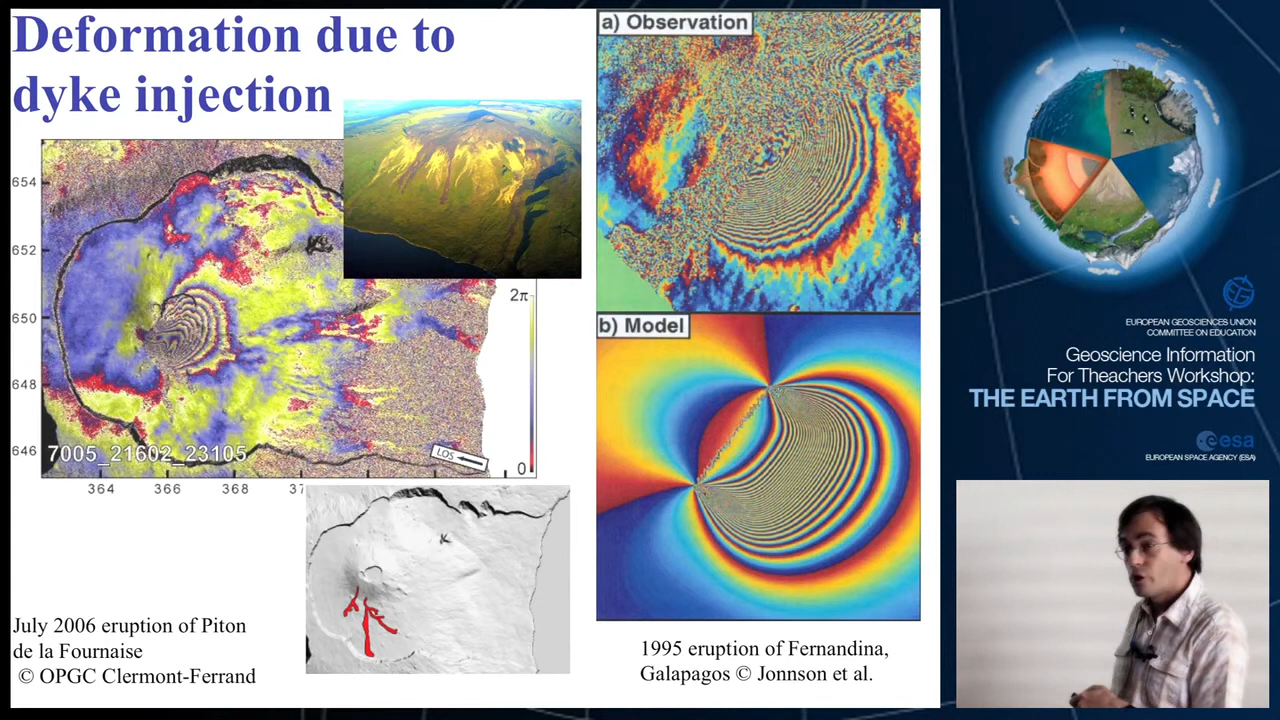 Deformation due to
dyke injection
654
652
650
648
646
364
366
368
37
7005_21602_23105
LOS
2π
0
July 2006 eruption of Piton
de la Fournaise
© OPGC Clermont-Ferrand
a) Observation
b) Model
1995 eruption of Fernandina,
Galapagos © Jonnson et al.
EUROPEAN GEOSCIENCES UNION
COMMITTEE ON EDUCATION
Geoscience Information
For Theachers Workshop:
THE EARTH FROM SPACE
esa
EUROPEAN SPACE AGENCY (ESA)